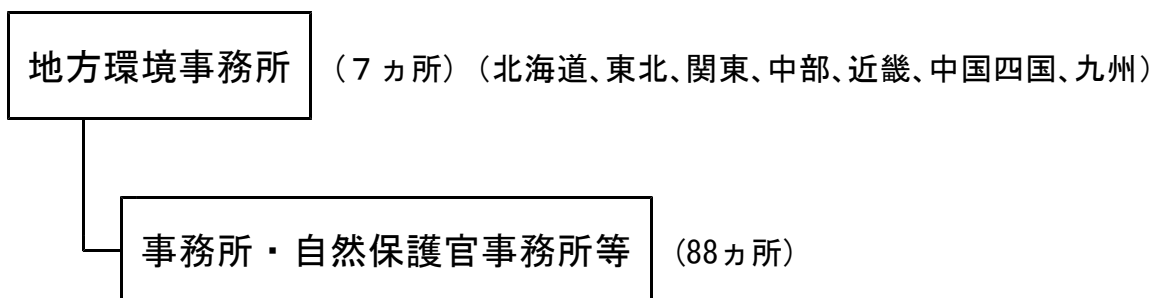 地方環境事務所 （７ヵ所）（北海道、東北、関東、中部、近畿、中国四国、九州）
事務所・自然保護官事務所等 （88ヵ所）